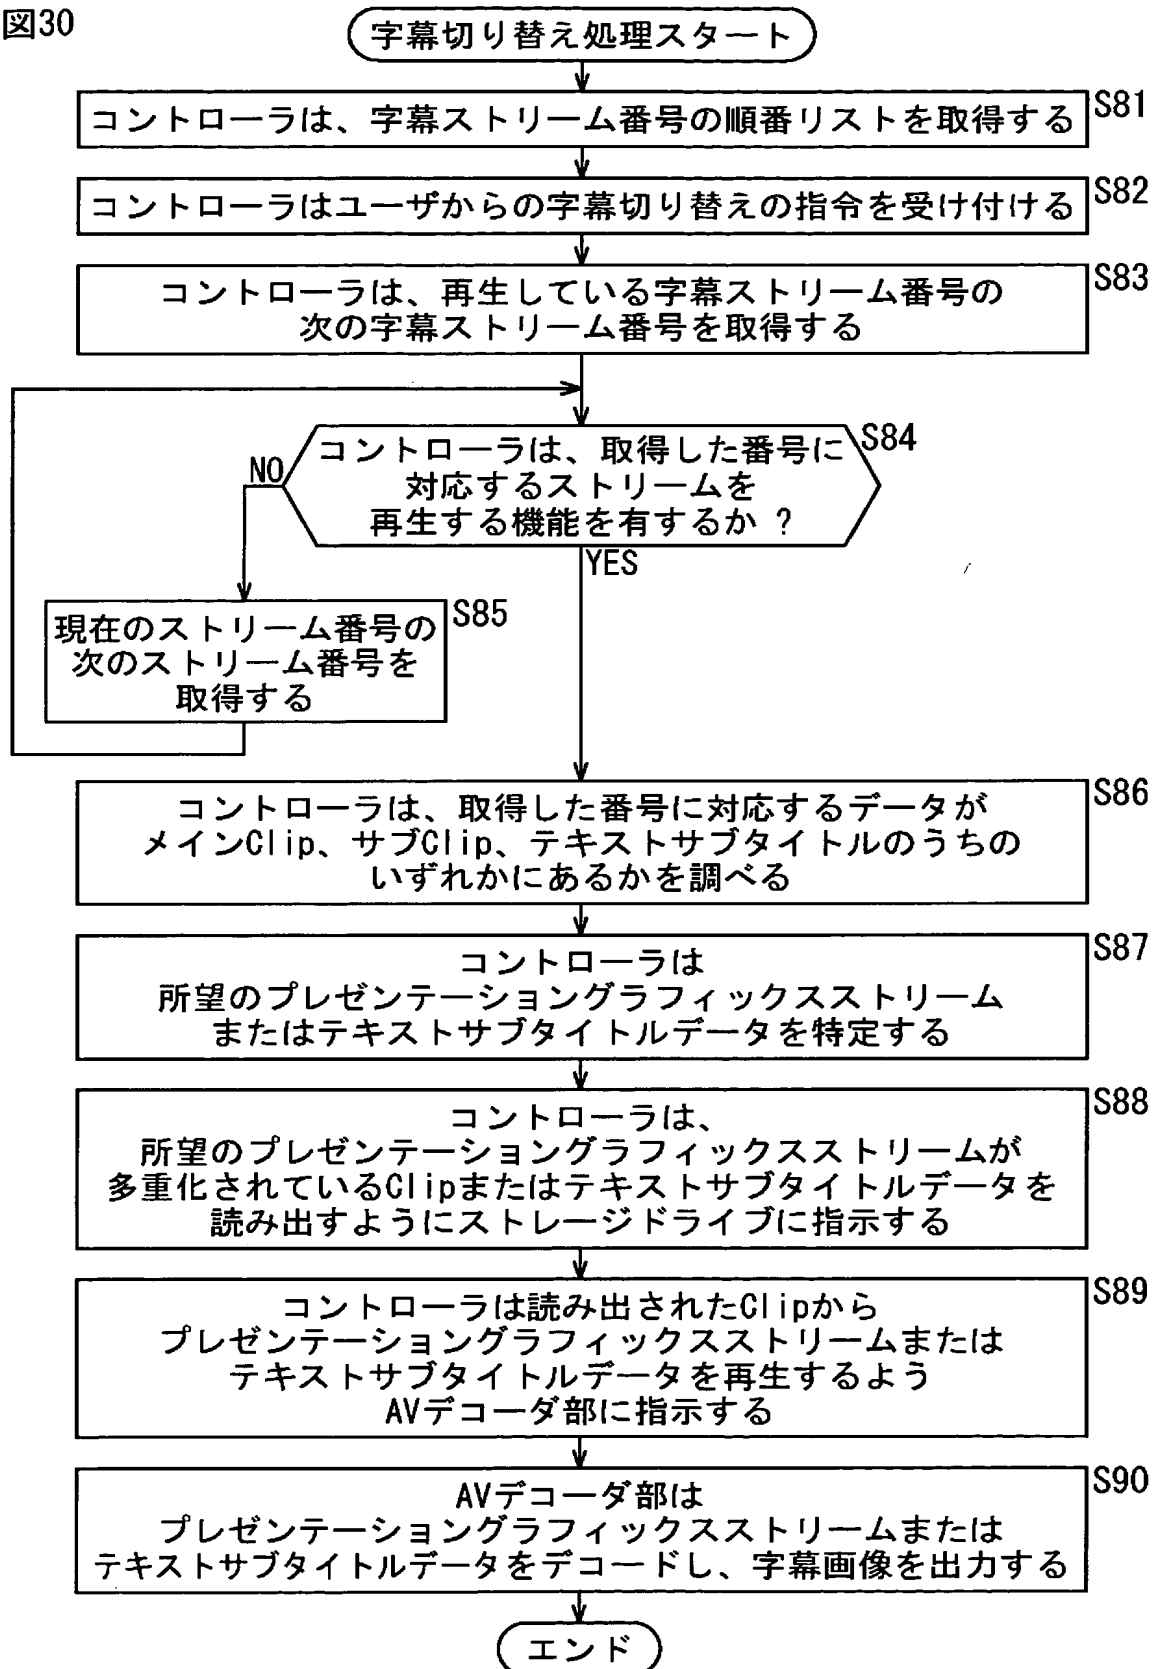 図30
字幕切り替え処理スタート
S81
コントローラは、字幕ストリーム番号の順番リストを取得する
S82
コントローラはユーザからの字幕切り替えの指令を受け付ける
S83
コントローラは、再生している字幕ストリーム番号の
次の字幕ストリーム番号を取得する
S84
コントローラは、取得した番号に
対応するストリームを
再生する機能を有するか ?
NO
YES
S85
現在のストリーム番号の
次のストリーム番号を
取得する
S86
コントローラは、取得した番号に対応するデータが
メインClip、サブClip、テキストサブタイトルのうちの
いずれかにあるかを調べる
S87
コントローラは
所望のプレゼンテーショングラフィックスストリーム
またはテキストサブタイトルデータを特定する
S88
コントローラは、
所望のプレゼンテーショングラフィックスストリームが
多重化されているClipまたはテキストサブタイトルデータを
読み出すようにストレージドライブに指示する
S89
コントローラは読み出されたClipから
プレゼンテーショングラフィックスストリームまたは
テキストサブタイトルデータを再生するよう
AVデコーダ部に指示する
S90
AVデコーダ部は
プレゼンテーショングラフィックスストリームまたは
テキストサブタイトルデータをデコードし、字幕画像を出力する
エンド